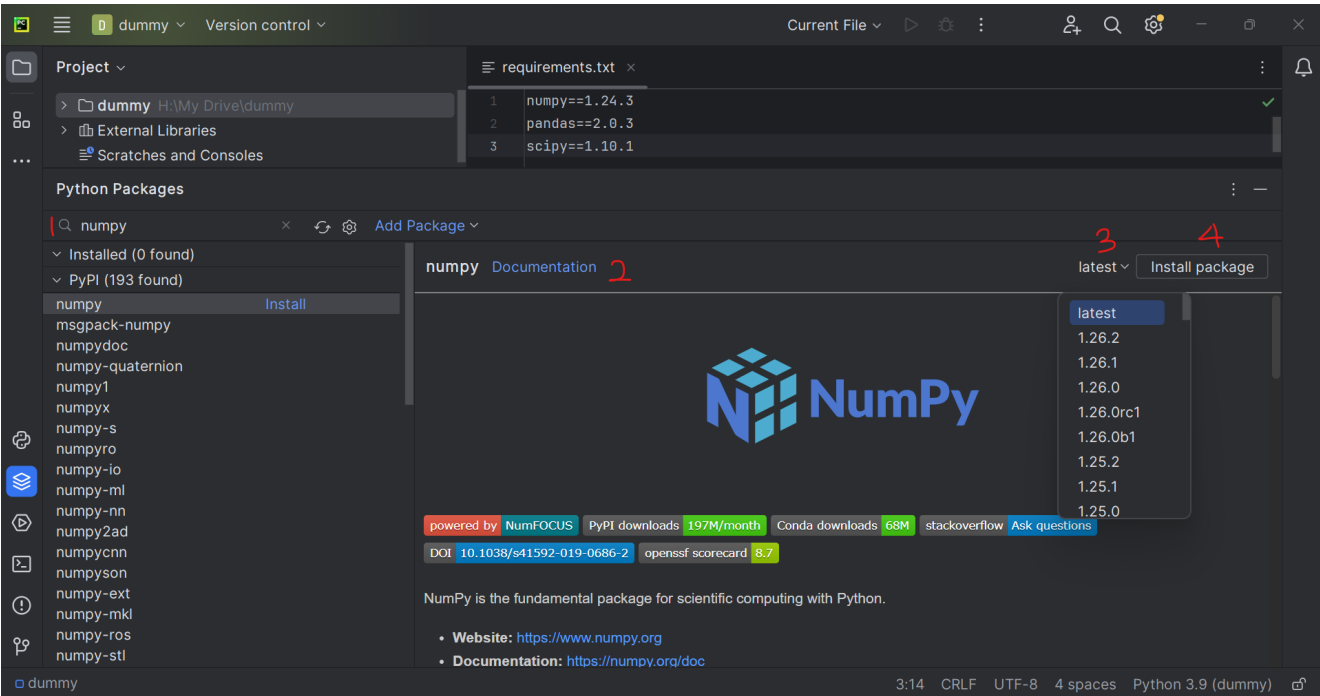 PC
D dummy Version control Current File
Project
requirements.txt
dummy H:\My Drive\dummy
External Libraries
Scratches and Consoles
1 numpy==1.24.3
2 pandas==2.0.3
3 scipy==1.10.1
Python Packages
1 numpy Add Package
Installed (0 found)
PyPI (193 found)
numpy Install
msgpack-numpy
numpydoc
numpy-quaternion
numpy1
numpyx
numpy-s
numpyro
numpy-io
numpy-ml
numpy-nn
numpy2ad
numpycnn
numpyson
numpy-ext
numpy-mkl
numpy-ros
numpy-stl
numpy Documentation 2
3 4
latest Install package
latest
1.26.2
1.26.1
1.26.0
1.26.0rc1
1.26.0b1
1.25.2
1.25.1
1.25.0
NumPy
powered by NumFOCUS PyPI downloads 197M/month Conda downloads 68M stackoverflow Ask questions
DOI 10.1038/s41592-019-0686-2 openssf scorecard 8.7
NumPy is the fundamental package for scientific computing with Python.
• Website: https://www.numpy.org
• Documentation: https://numpy.org/doc
dummy 3:14 CRLF UTF-8 4 spaces Python 3.9 (dummy)